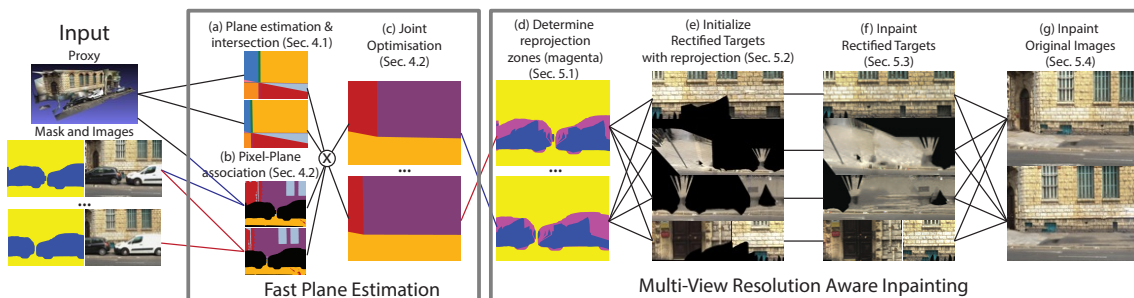 Input
Proxy
Mask and Images
...
(a) Plane estimation
& intersection (Sec. 4.1)
(b) Pixel-Plane
association (Sec. 4.2)
X
(c) Joint
Optimisation
(Sec. 4.2)
...
Fast Plane Estimation
(d) Determine
reprojection
zones (magenta)
(Sec. 5.1)
...
(e) Initialize
Rectified Targets
with reprojection (Sec. 5.2)
(f) Inpaint
Rectified Targets
(Sec. 5.3)
(g) Inpaint
Original Images
(Sec. 5.4)
Multi-View Resolution Aware Inpainting